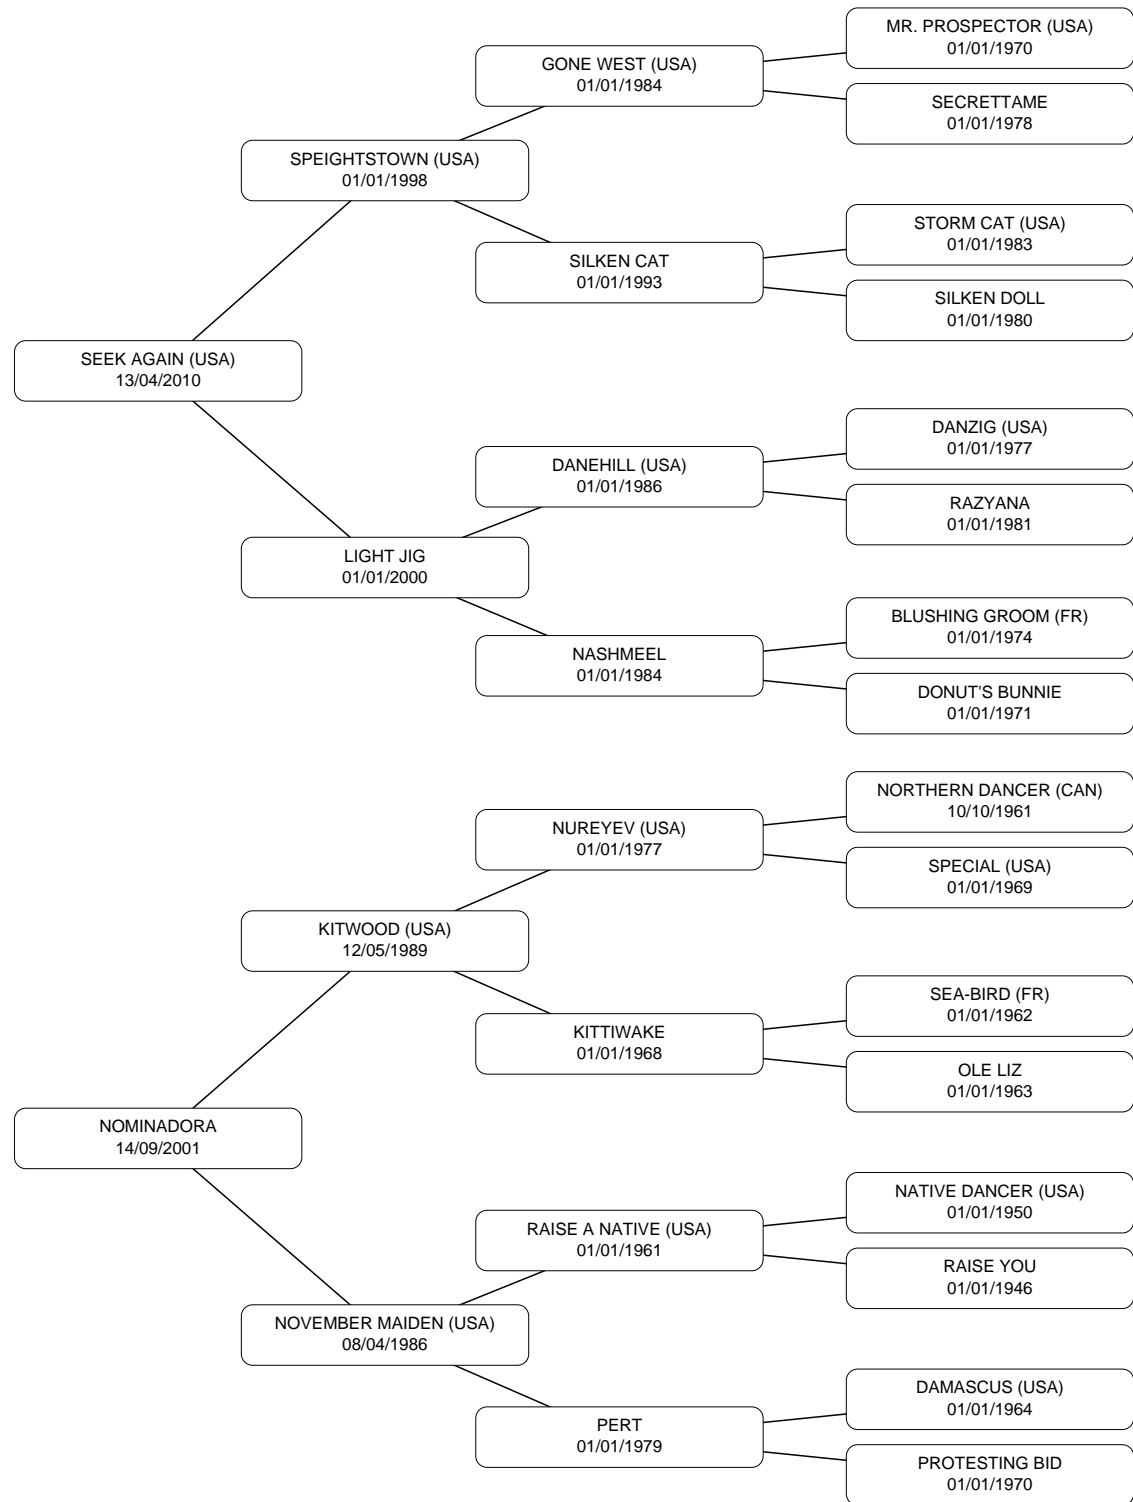 MR. PROSPECTOR (USA)
01/01/1970
GONE WEST (USA)
01/01/1984
SECRETTAME
01/01/1978
SPEIGHTSTOWN (USA)
01/01/1998
STORM CAT (USA)
01/01/1983
SILKEN CAT
01/01/1993
SILKEN DOLL
01/01/1980
SEEK AGAIN (USA)
13/04/2010
DANZIG (USA)
01/01/1977
DANEHILL (USA)
01/01/1986
RAZYANA
01/01/1981
LIGHT JIG
01/01/2000
BLUSHING GROOM (FR)
01/01/1974
NASHMEEL
01/01/1984
DONUT'S BUNNIE
01/01/1971
NORTHERN DANCER (CAN)
10/10/1961
NUREYEV (USA)
01/01/1977
SPECIAL (USA)
01/01/1969
KITWOOD (USA)
12/05/1989
SEA-BIRD (FR)
01/01/1962
KITTIWAKE
01/01/1968
OLE LIZ
01/01/1963
NOMINADORA
14/09/2001
NATIVE DANCER (USA)
01/01/1950
RAISE A NATIVE (USA)
01/01/1961
RAISE YOU
01/01/1946
NOVEMBER MAIDEN (USA)
08/04/1986
DAMASCUS (USA)
01/01/1964
PERT
01/01/1979
PROTESTING BID
01/01/1970